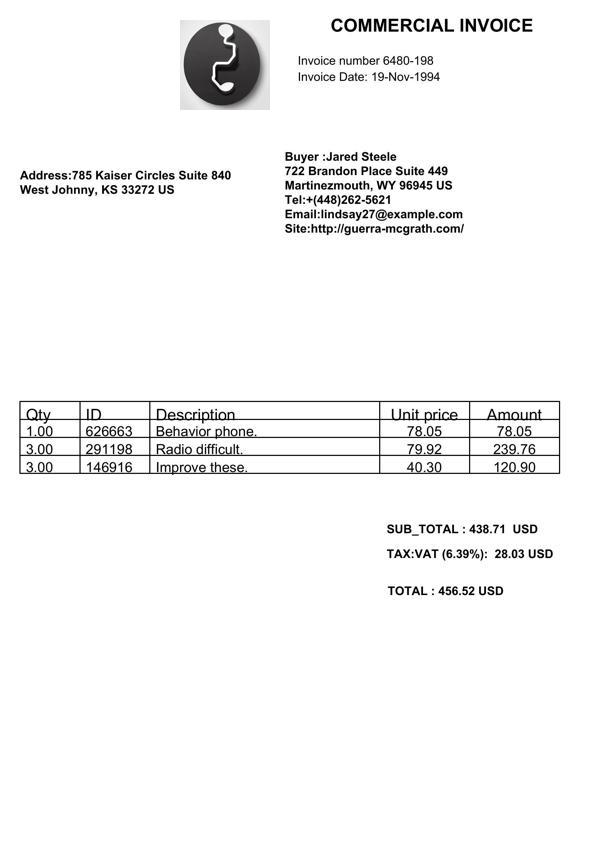 COMMERCIAL INVOICE
Invoice number 6480-198
Invoice Date: 19-Nov-1994
Address:785 Kaiser Circles Suite 840
West Johnny, KS 33272 US
Buyer :Jared Steele
722 Brandon Place Suite 449
Martinezmouth, WY 96945 US
Tel:+(448)262-5621
Email:lindsay27@example.com
Site:http://guerra-mcgrath.com/
Qty ID Description Unit price Amount
1.00 626663 Behavior phone. 78.05 78.05
3.00 291198 Radio difficult. 79.92 239.76
3.00 146916 Improve these. 40.30 120.90
SUB_TOTAL : 438.71 USD
TAX:VAT (6.39%): 28.03 USD
TOTAL : 456.52 USD